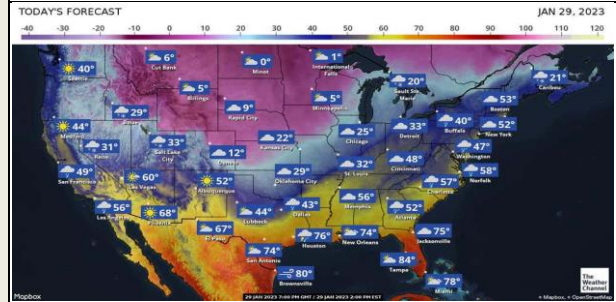 TODAY'S FORECAST
JAN 29, 2023
-40 -30 -20 -10 0 10 20 30 40 50 60 70 80 90 100 110 120
40° Seattle
6° Cut Bank
0° Minot
1° International Falls
20° Sault Ste. Marie
21° Caribou
5° Billings
5° Minneapolis
53° Boston
29° Boise
9° Rapid City
40° Buffalo
52° New York
44° Medford
33° Salt Lake City
22° Kansas City
25° Chicago
33° Detroit
47° Washington
31° Reno
12° Denver
32° St. Louis
48° Cincinnati
58° Norfolk
49° San Francisco
60° Las Vegas
52° Albuquerque
29° Oklahoma City
57° Charlotte
56° Los Angeles
68° Phoenix
44° Lubbock
43° Dallas
56° Memphis
52° Atlanta
67° El Paso
76° Houston
74° New Orleans
75° Jacksonville
74° San Antonio
84° Tampa
80° Brownsville
78° Miami
The
Weather
Channel
Mapbox
29 JAN 2023 7:00 PM GMT / 29 JAN 2023 2:00 PM EST
© Mapbox, © OpenStreetMap